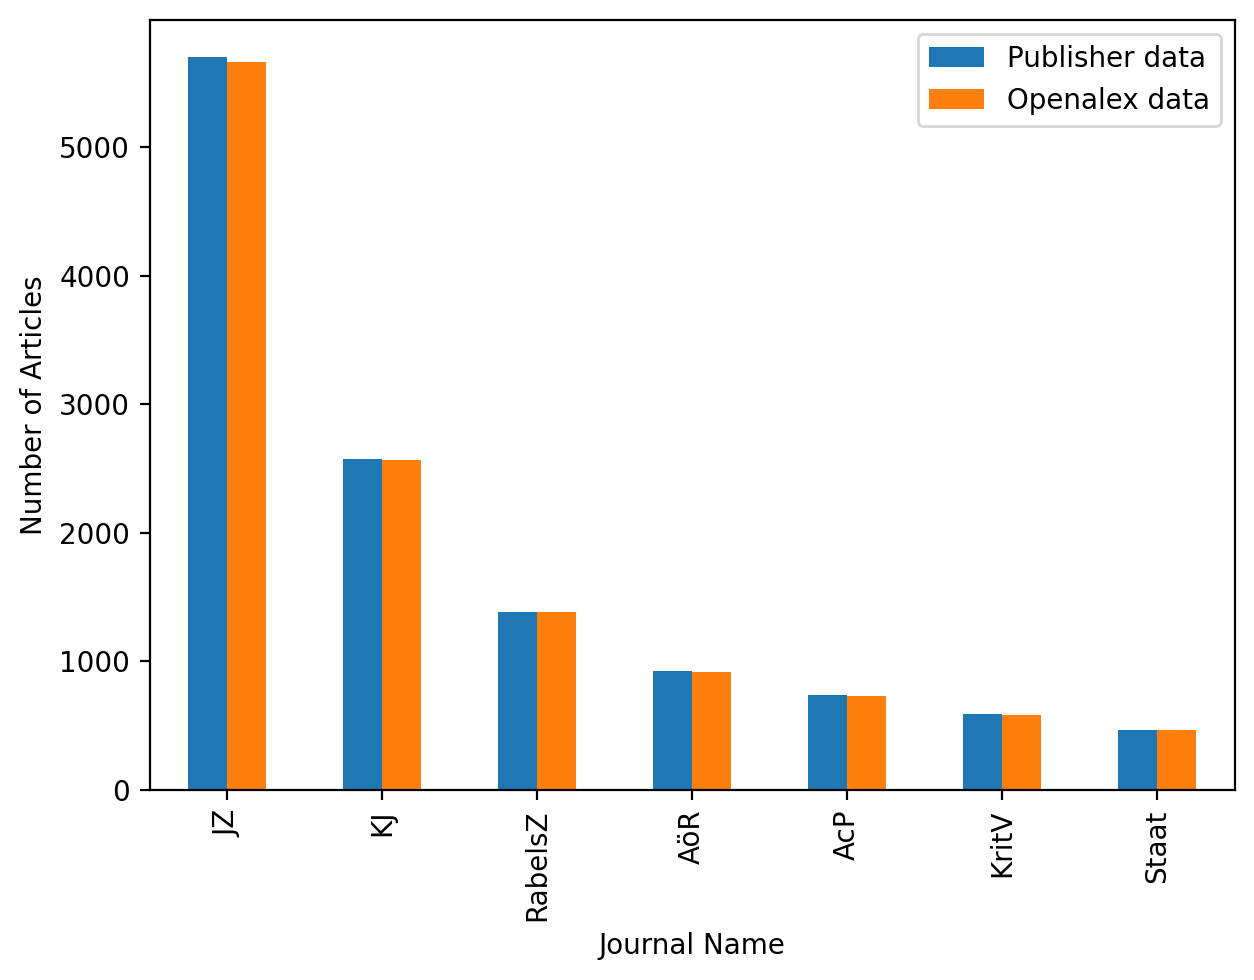 Publisher data
Openalex data
5000
4000
3000
2000
1000
0
Number of Articles
JZ
KJ
RabelsZ
AöR
AcP
KritV
Staat
Journal Name